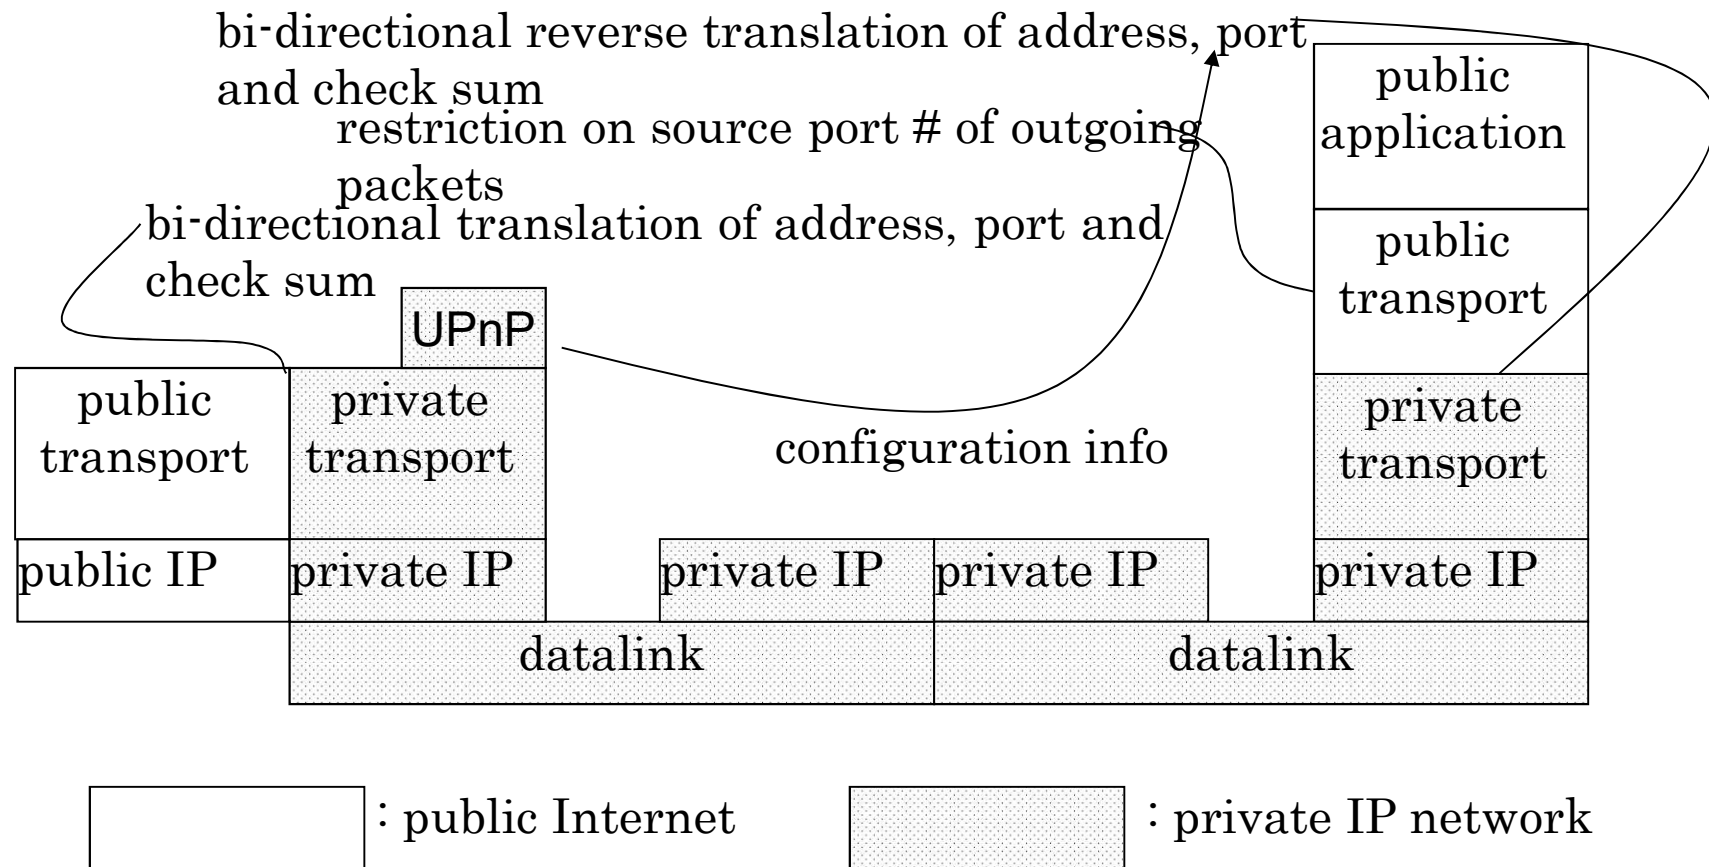 bi-directional reverse translation of address, port
and check sum
restriction on source port # of outgoing
packets
bi-directional translation of address, port and
check sum
UPnP
public
application
public
transport
public
transport
private
transport
configuration info
private
transport
public IP
private IP
private IP
private IP
private IP
datalink
datalink
: public Internet
: private IP network